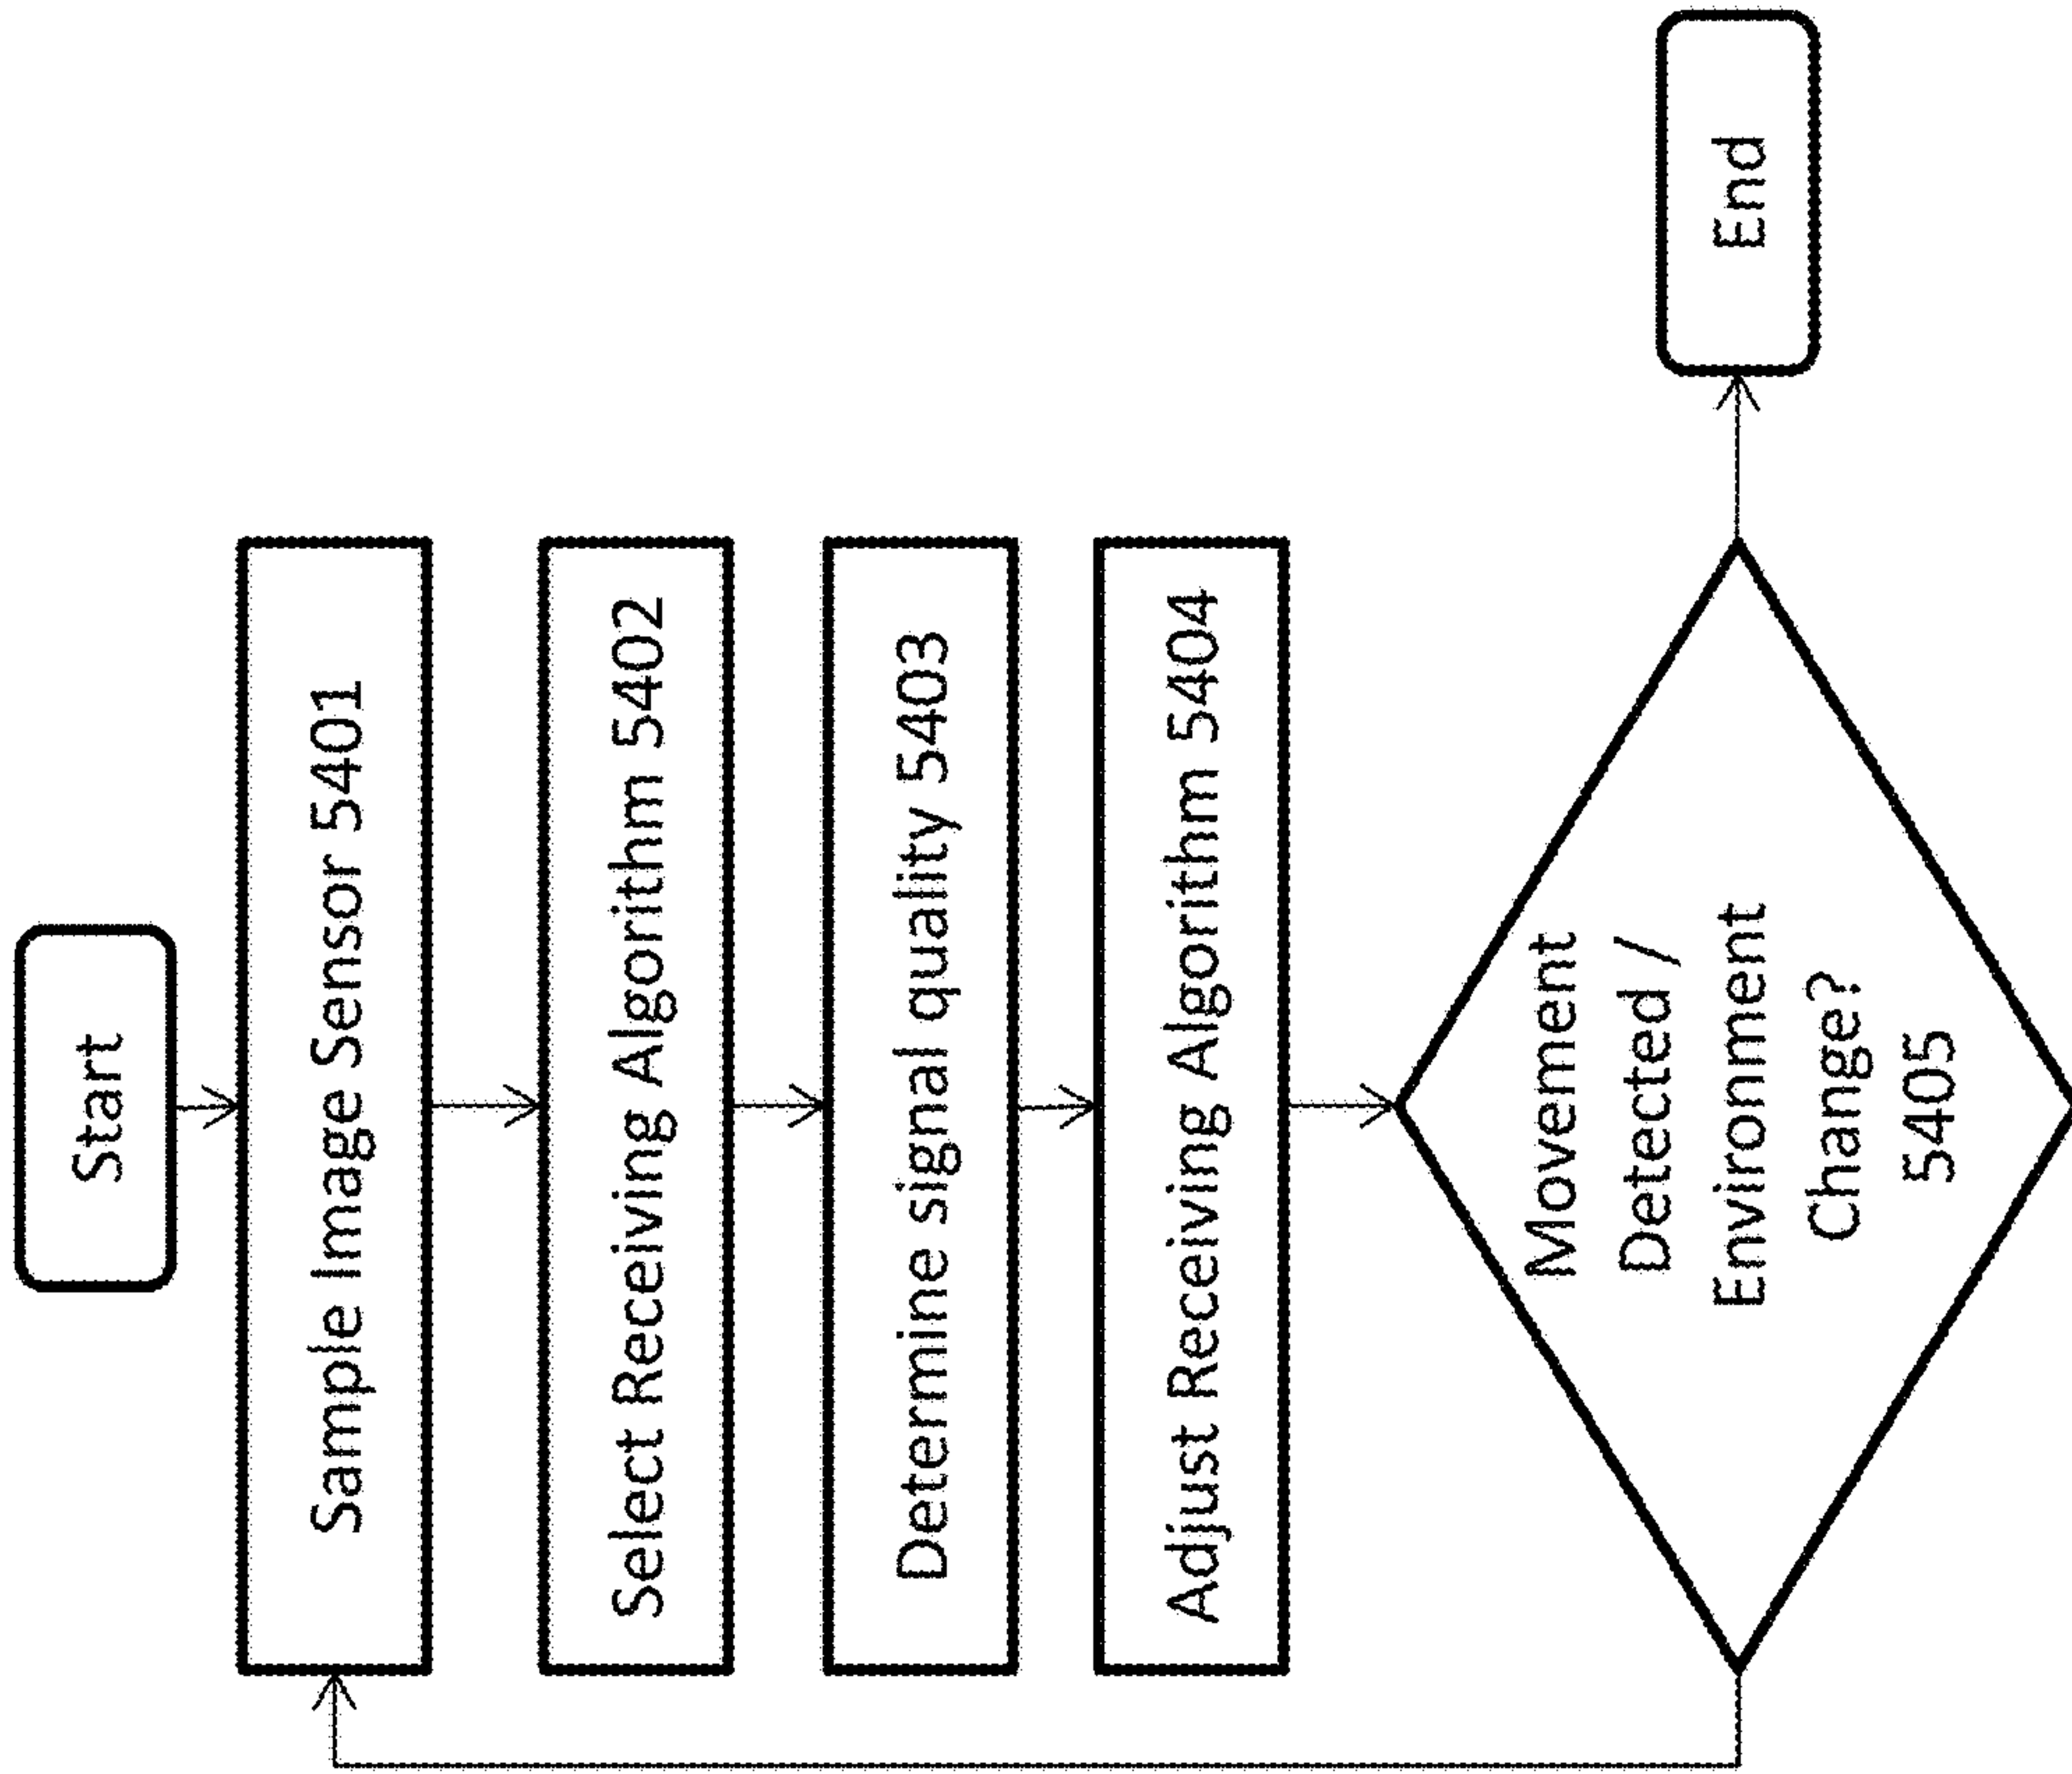 Start
Sample Image Sensor 5401
Select Receiving Algorithm 5402
Determine signal quality 5403
Adjust Receiving Algorithm 5404
Movement
Detected /
Environment
Change?
5405
End